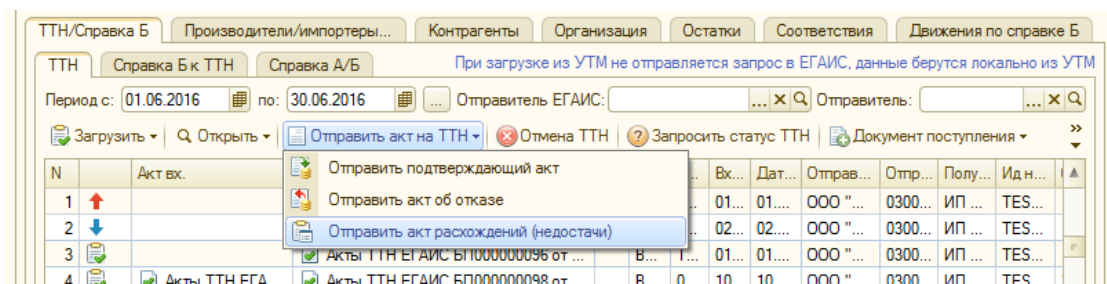 ТТН/Справка Б Производители/импортеры... Контрагенты Организация Остатки Соответствия Движения по справке Б
ТТН Справка Б к ТТН Справка А/Б При загрузке из УТМ не отправляется запрос в ЕГАИС, данные берутся локально из УТМ
Период с: 01.06.2016 по: 30.06.2016 ... Отправитель ЕГАИС: ... Отправитель: ...
Загрузить Открыть Отправить акт на ТТН Отмена ТТН Запросить статус ТТН Документ поступления
Отправить подтверждающий акт
Отправить акт об отказе
Отправить акт расхождений (недостачи)
N Акт вх. Вх... Дат... Отправ... Отпр... Полу... Ид н...
1 01... 01.... ООО "... 0300... ИП ... TES...
2 02... 02.... ООО "... 0300... ИП ... TES...
3 Акты ТТН ЕГАИС БП000000096 от ... В... 01... 01.... ООО "... 0300... ИП ... TES...
4 Акты ТТН ЕГА... Акты ТТН ЕГАИС БП000000098 от ... В... 0... 10... 10.... ООО "... 0300... ИП ... TES...